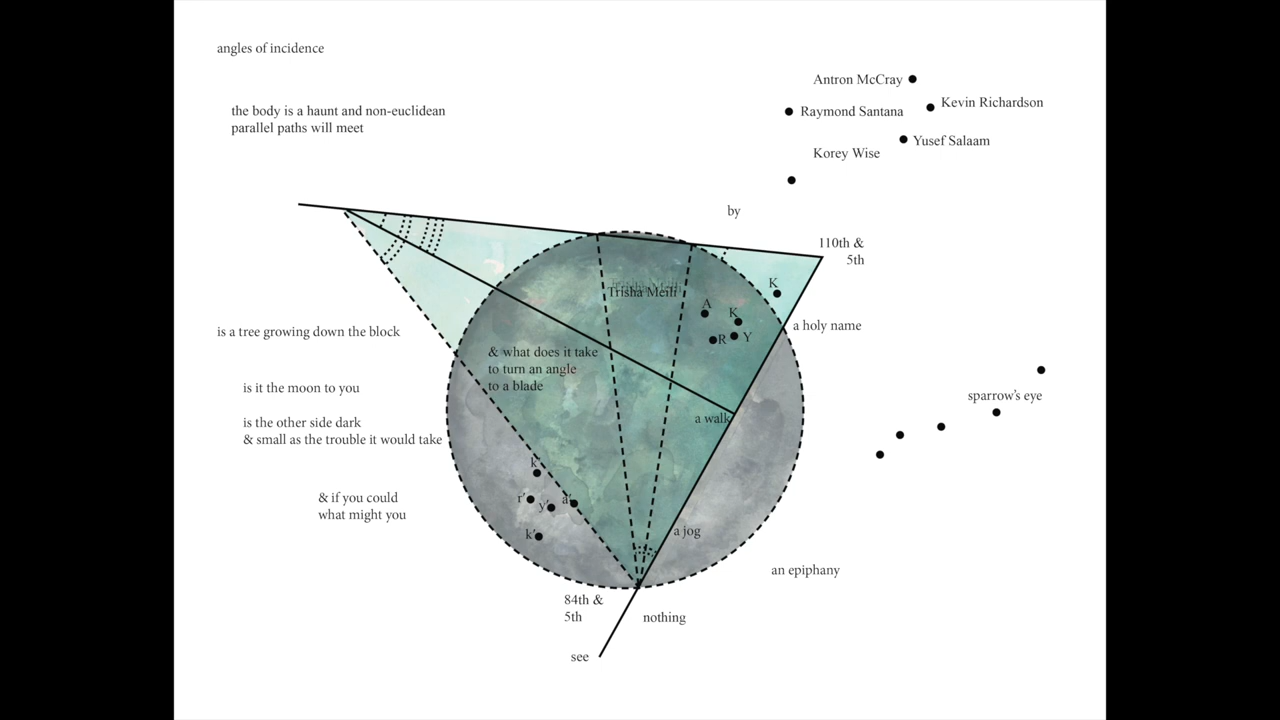 angles of incidence
Antron McCray
Kevin Richardson
the body is a haunt and non-euclidean
Raymond Santana
parallel paths will meet
Yusef Salaam
Korey Wise
by
110th &
5th
K
Trisha Meili
Trisha Meili
A
K
R
Y
a holy name
is a tree growing down the block
& what does it take
to turn an angle
to a blade
is it the moon to you
sparrow's eye
a walk
is the other side dark
& small as the trouble it would take
k'
r'
y'
a'
k'
& if you could
what might you
a jog
an epiphany
84th &
5th
nothing
see